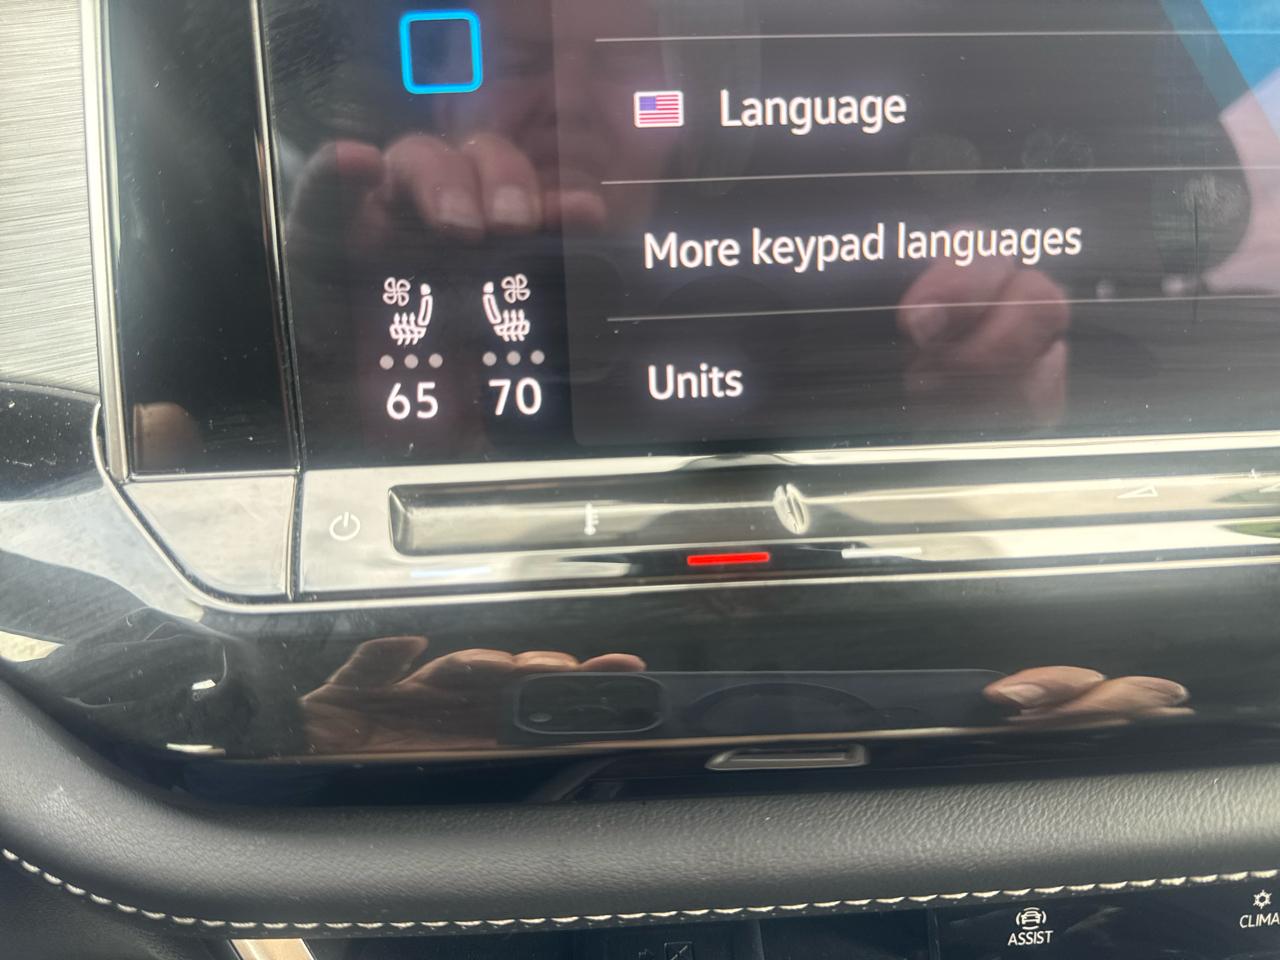 Language
More keypad languages
65 70
Units
ASSIST
CLIMA